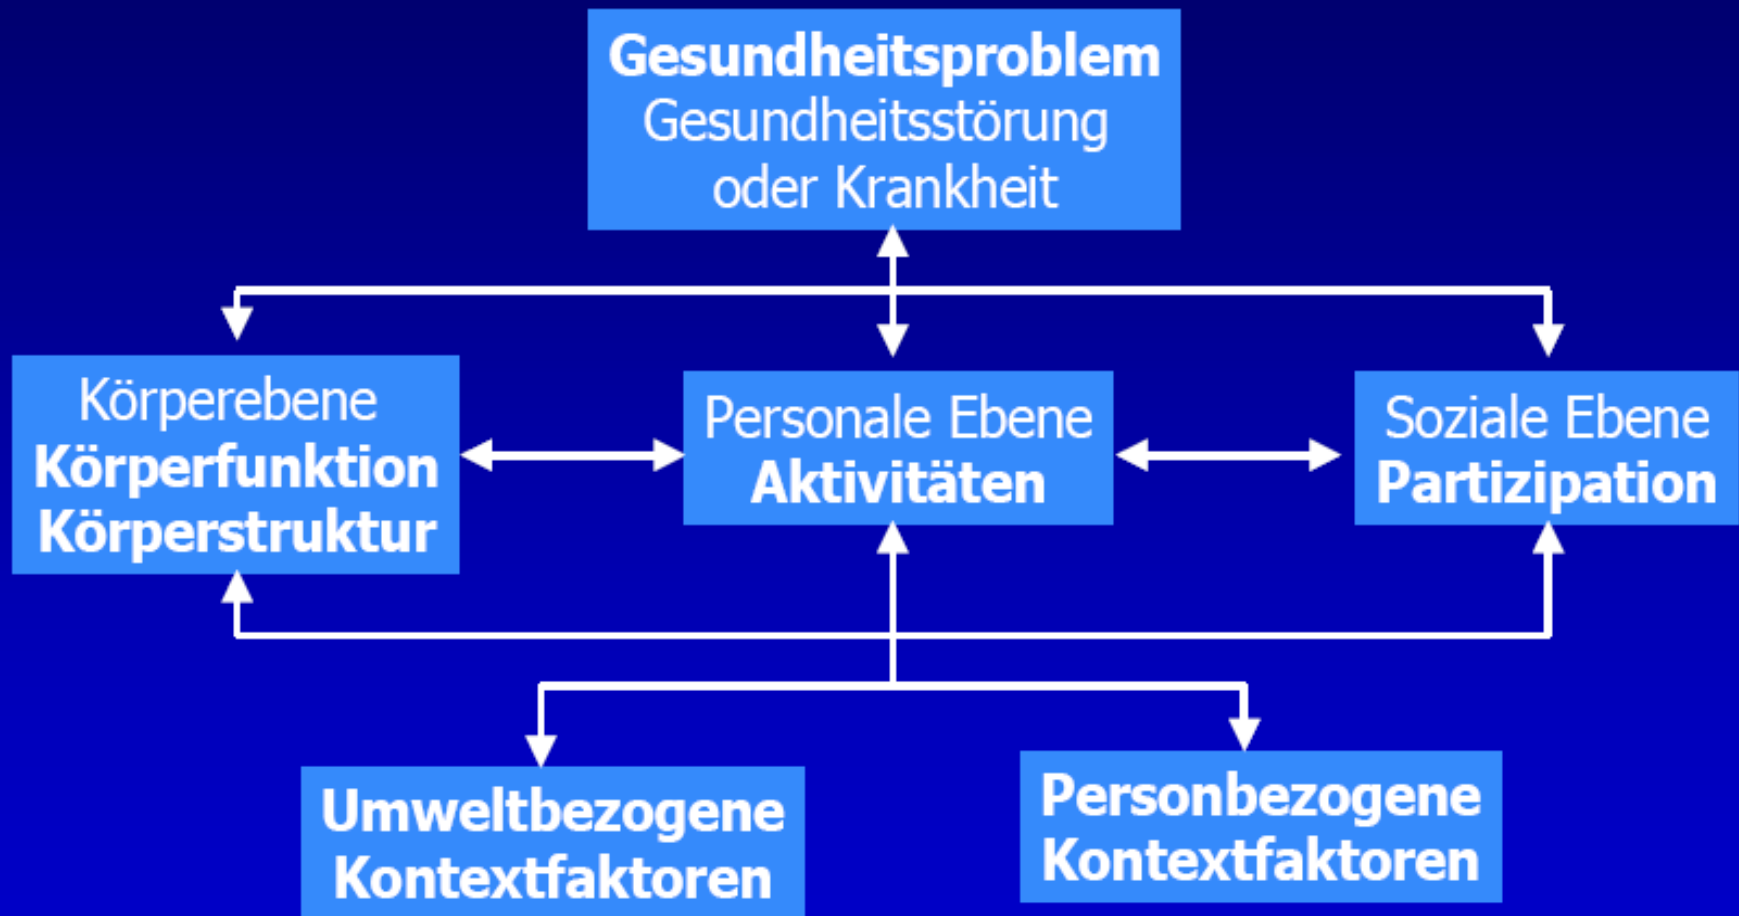 Gesundheitsproblem
Gesundheitsstörung
oder Krankheit
Körperebene
Körperfunktion
Körperstruktur
Personale Ebene
Aktivitäten
Soziale Ebene
Partizipation
Umweltbezogene
Kontextfaktoren
Personbezogene
Kontextfaktoren